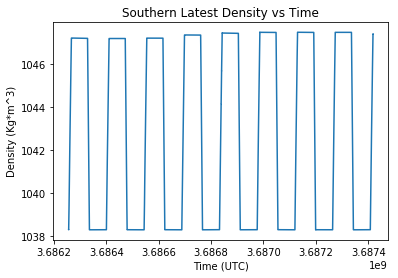 Southern Latest Density vs Time
Density (Kg*m^3)
1046
1044
1042
1040
1038
3.6862 3.6864 3.6866 3.6868 3.6870 3.6872 3.6874
1e9
Time (UTC)